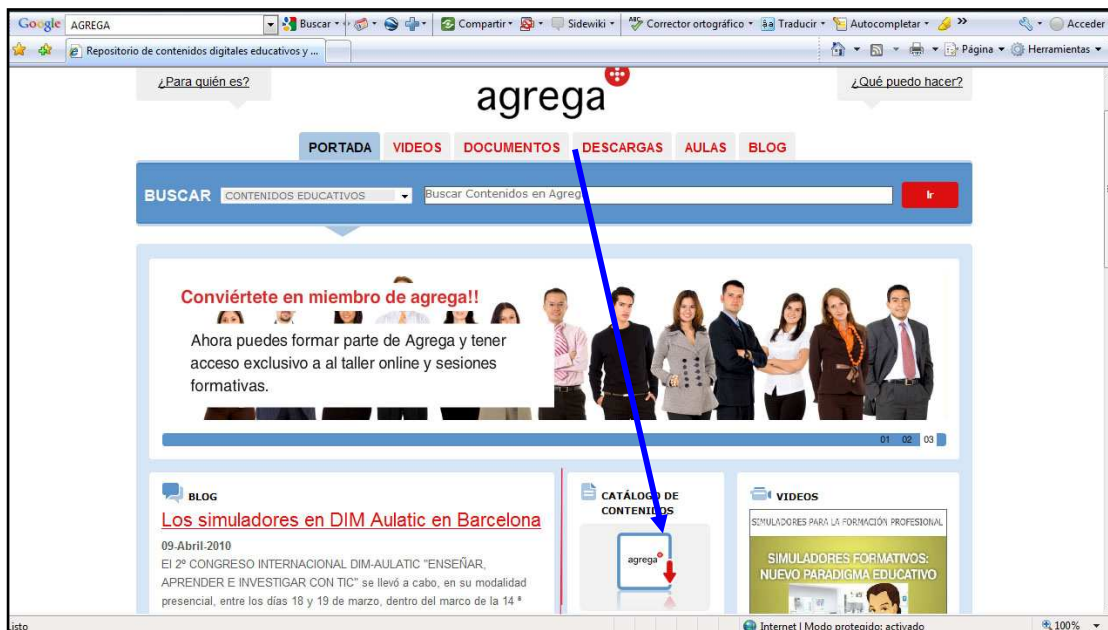 Google AGREGA Buscar Compartir Sidewiki Corrector ortográfico Traducir Autocompletar Acceder
Repositorio de contenidos digitales educativos y ... Página Herramientas
¿Para quién es?
agrega
¿Qué puedo hacer?
PORTADA VIDEOS DOCUMENTOS DESCARGAS AULAS BLOG
BUSCAR CONTENIDOS EDUCATIVOS Buscar Contenidos en Agrega Ir
Conviértete en miembro de agrega!!
Ahora puedes formar parte de Agrega y tener
acceso exclusivo a al taller online y sesiones
formativas.
01 02 03
BLOG
Los simuladores en DIM Aulatic en Barcelona
09-Abril-2010
El 2º CONGRESO INTERNACIONAL DIM-AULATIC "ENSEÑAR,
APRENDER E INVESTIGAR CON TIC" se llevó a cabo, en su modalidad
presencial, entre los días 18 y 19 de marzo, dentro del marco de la 14 ª
CATÁLOGO DE
CONTENIDOS
agrega
VIDEOS
SIMULADORES PARA LA FORMACIÓN PROFESIONAL
SIMULADORES FORMATIVOS:
NUEVO PARADIGMA EDUCATIVO
isto Internet | Modo protegido: activado 100%